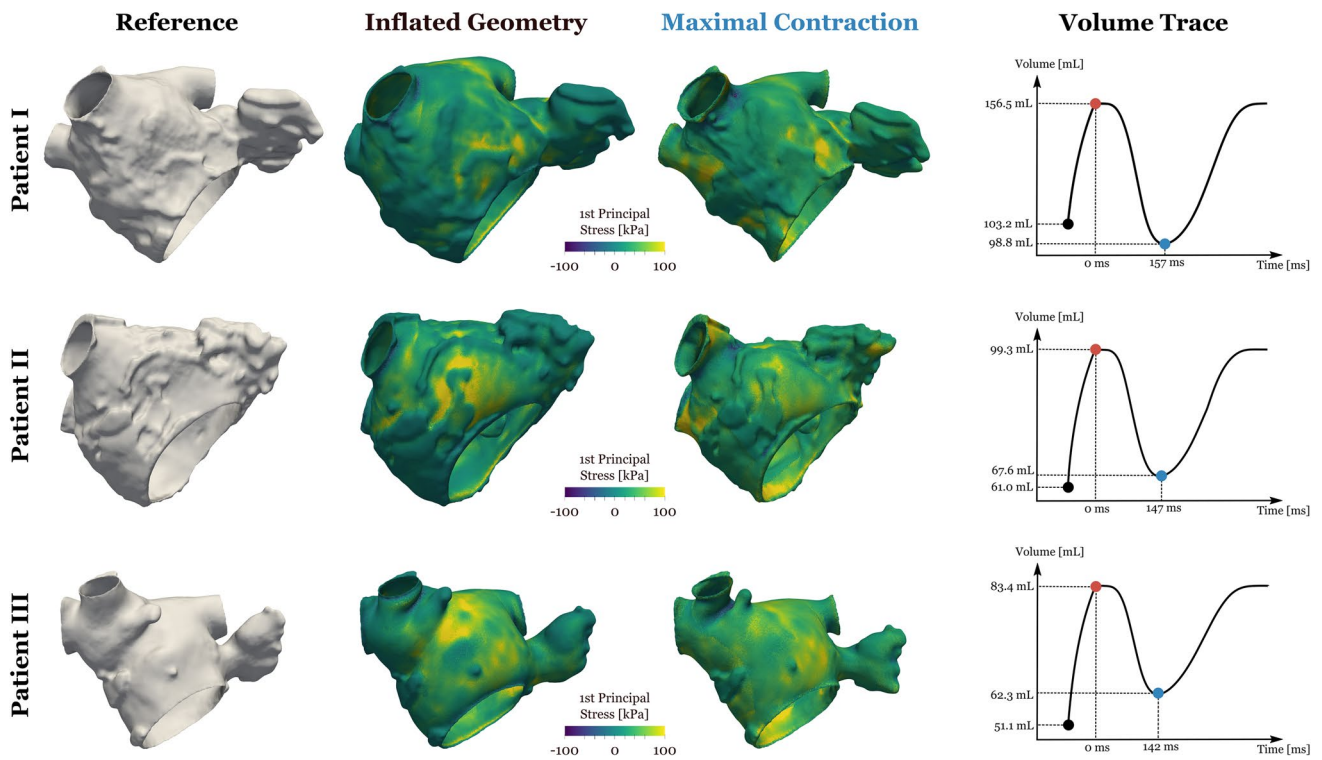 Reference
Inflated Geometry
Maximal Contraction
Volume Trace
Patient I
1st Principal
Stress [kPa]
-100 0 100
Volume [mL]
156.5 mL
103.2 mL
98.8 mL
0 ms 157 ms Time [ms]
Patient II
1st Principal
Stress [kPa]
-100 0 100
Volume [mL]
99.3 mL
67.6 mL
61.0 mL
0 ms 147 ms Time [ms]
Patient III
1st Principal
Stress [kPa]
-100 0 100
Volume [mL]
83.4 mL
62.3 mL
51.1 mL
0 ms 142 ms Time [ms]